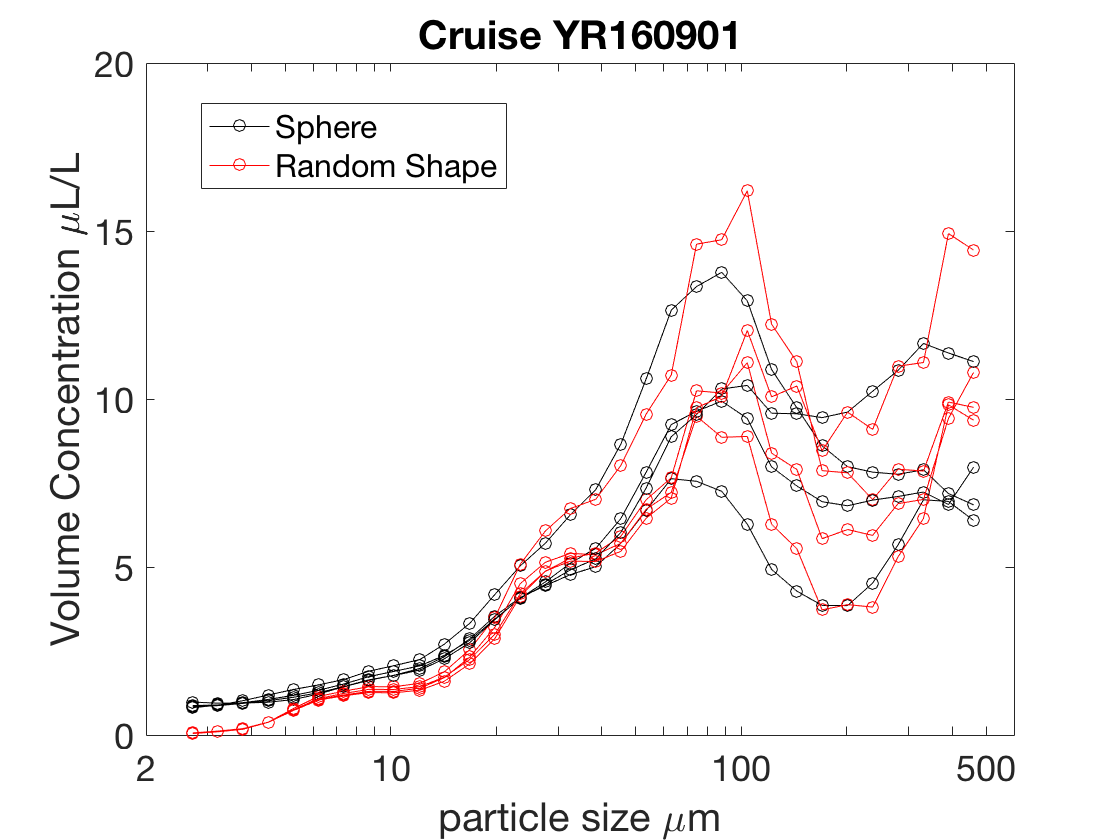 Cruise YR160901
20
Sphere
Random Shape
15
10
5
0
Volume Concentration μL/L
2
10
100
500
particle size μm